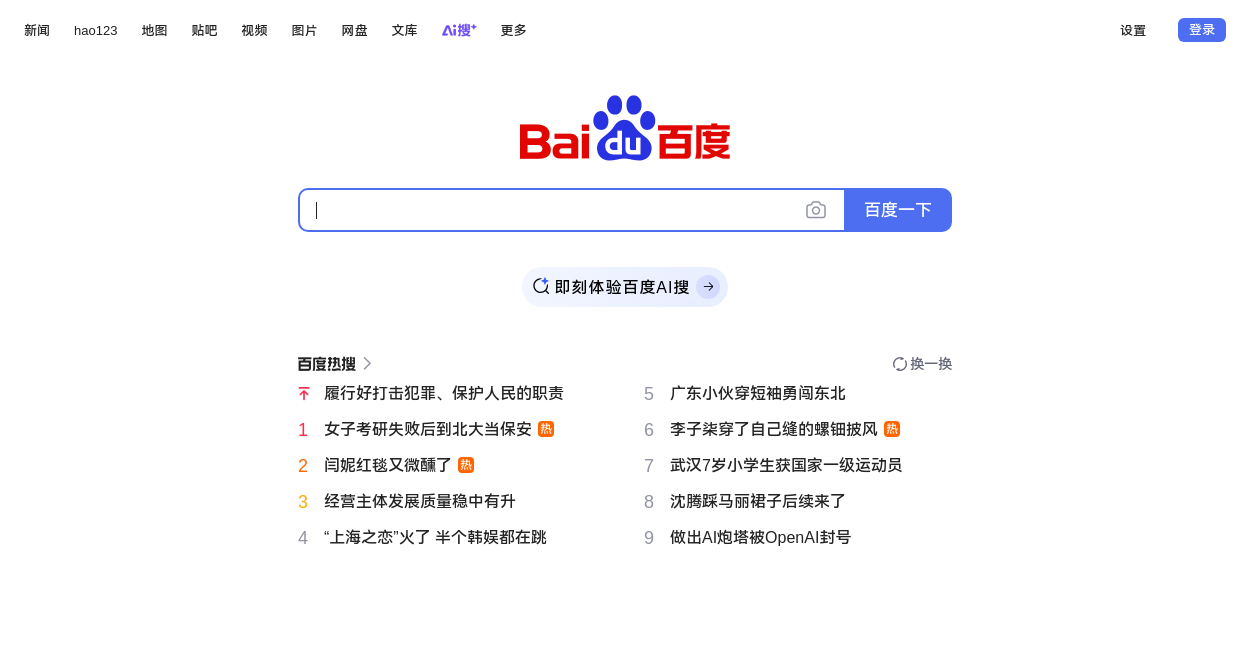 新闻 hao123 地图 贴吧 视频 图片 网盘 文库 Ai搜+ 更多 设置 登录
Bai du 百度
百度一下
即刻体验百度AI搜
百度热搜 换一换
履行好打击犯罪、保护人民的职责
1 女子考研失败后到北大当保安 热
2 闫妮红毯又微醺了 热
3 经营主体发展质量稳中有升
4 “上海之恋”火了 半个韩娱都在跳
5 广东小伙穿短袖勇闯东北
6 李子柒穿了自己缝的螺钿披风 热
7 武汉7岁小学生获国家一级运动员
8 沈腾踩马丽裙子后续来了
9 做出AI炮塔被OpenAI封号